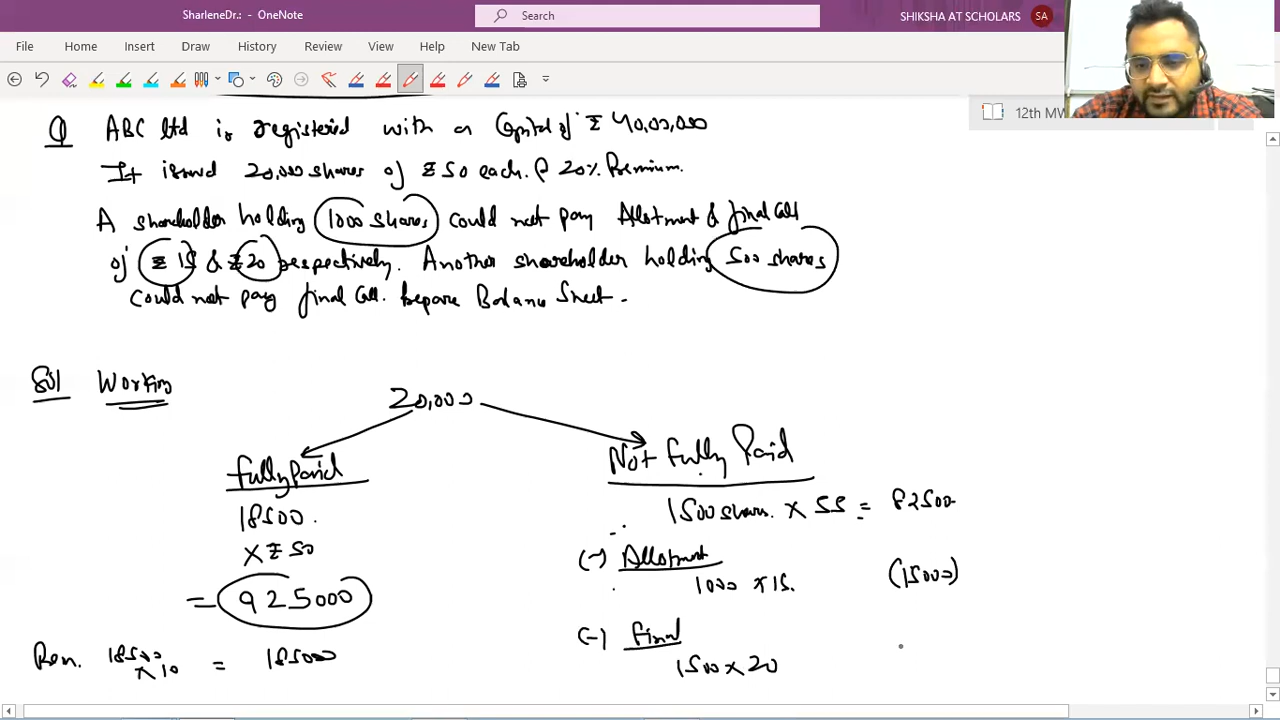 SharleneDr.: - OneNote
Search
SHIKSHA AT SCHOLARS SA
File Home Insert Draw History Review View Help New Tab
12th MW
Q ABC ltd is registered with a Capital of ₹ 40,00,000
It issued 20,000 shares of ₹ 50 each. @ 20% Premium.
A shareholder holding 1000 shares could not pay Allotment & final Call
of ₹ 15 & ₹ 20 respectively. Another shareholder holding 500 shares
could not pay final Call. Prepare Balance Sheet.
Sol Working
20,000
Fully Paid
Not Fully Paid
18500
1500 shares. x 55 = 82500
x ₹ 50
(-) Allotment
1000 x 15.
(15000)
= 925000
(-) Final
1500 x 20
Pen. 18500 x 10 = 185000